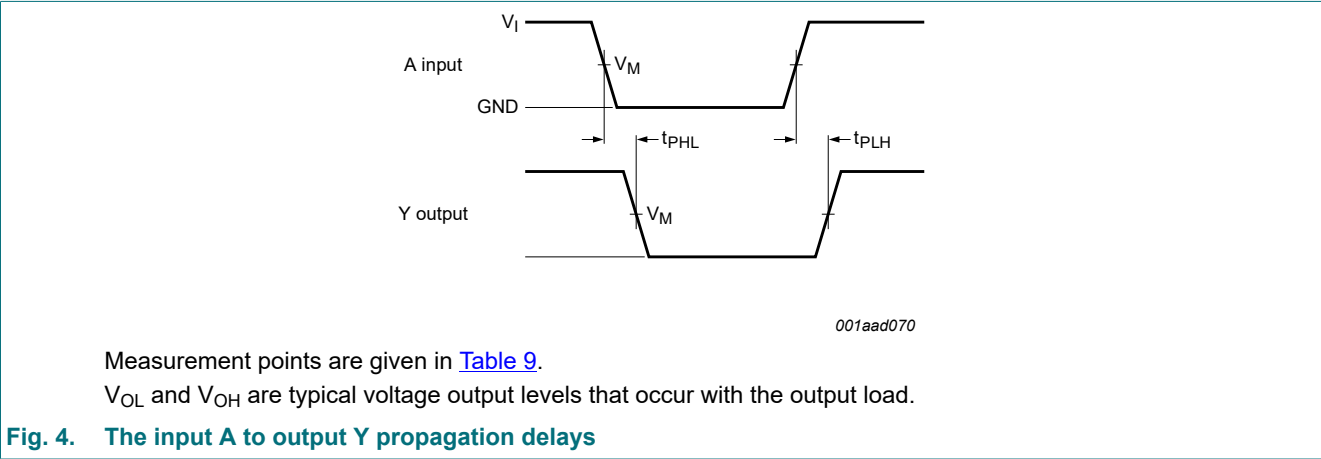 VI
A input
VM
GND
tPHL
tPLH
Y output
VM
001aad070
Measurement points are given in Table 9.
VOL and VOH are typical voltage output levels that occur with the output load.
Fig. 4. The input A to output Y propagation delays